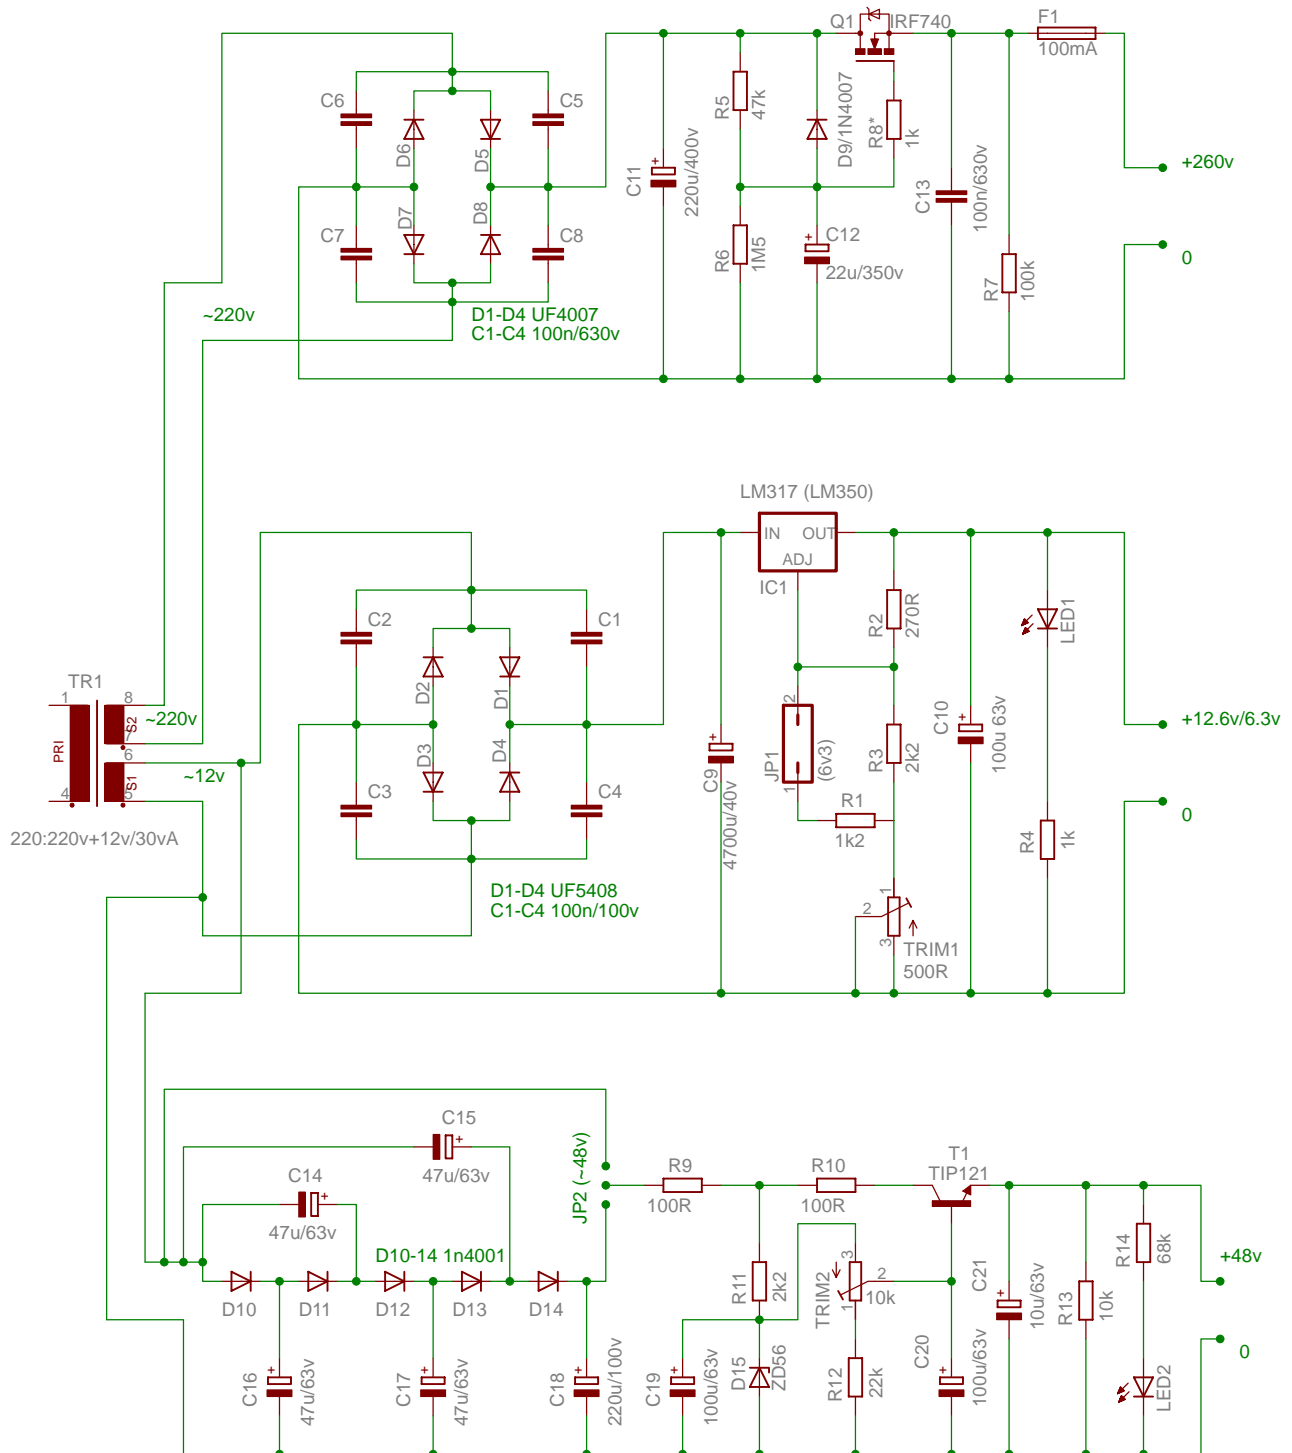 Q1
IRF740
F1
100mA
C6
C5
R5
47k
D9/1N4007
R8*
1k
D6
D5
C11
220u/400v
C13
100n/630v
+260v
C7
D7
D8
C8
R6
1M5
C12
22u/350v
R7
100k
0
~220v
D1-D4 UF4007
C1-C4 100n/630v
LM317 (LM350)
IN
OUT
ADJ
IC1
R2
270R
LED1
C2
C1
D2
D1
TR1
1
8
S2
~220v
7
PRI
6
~12v
S1
4
5
220:220v+12v/30vA
D3
D4
C3
C4
C9
4700u/40v
2
JP1
(6v3)
1
R3
2k2
C10
100u 63v
+12.6v/6.3v
R1
1k2
R4
1k
0
D1-D4 UF5408
C1-C4 100n/100v
1
2
3
TRIM1
500R
C15
47u/63v
C14
47u/63v
JP2 (~48v)
R9
100R
R10
100R
T1
TIP121
D10-14 1n4001
D10
D11
D12
D13
D14
R11
2k2
TRIM2
3
2
1
10k
C21
10u/63v
R13
10k
R14
68k
+48v
C16
47u/63v
C17
47u/63v
C18
220u/100v
C19
100u/63v
D15
ZD56
R12
22k
C20
100u/63v
LED2
0